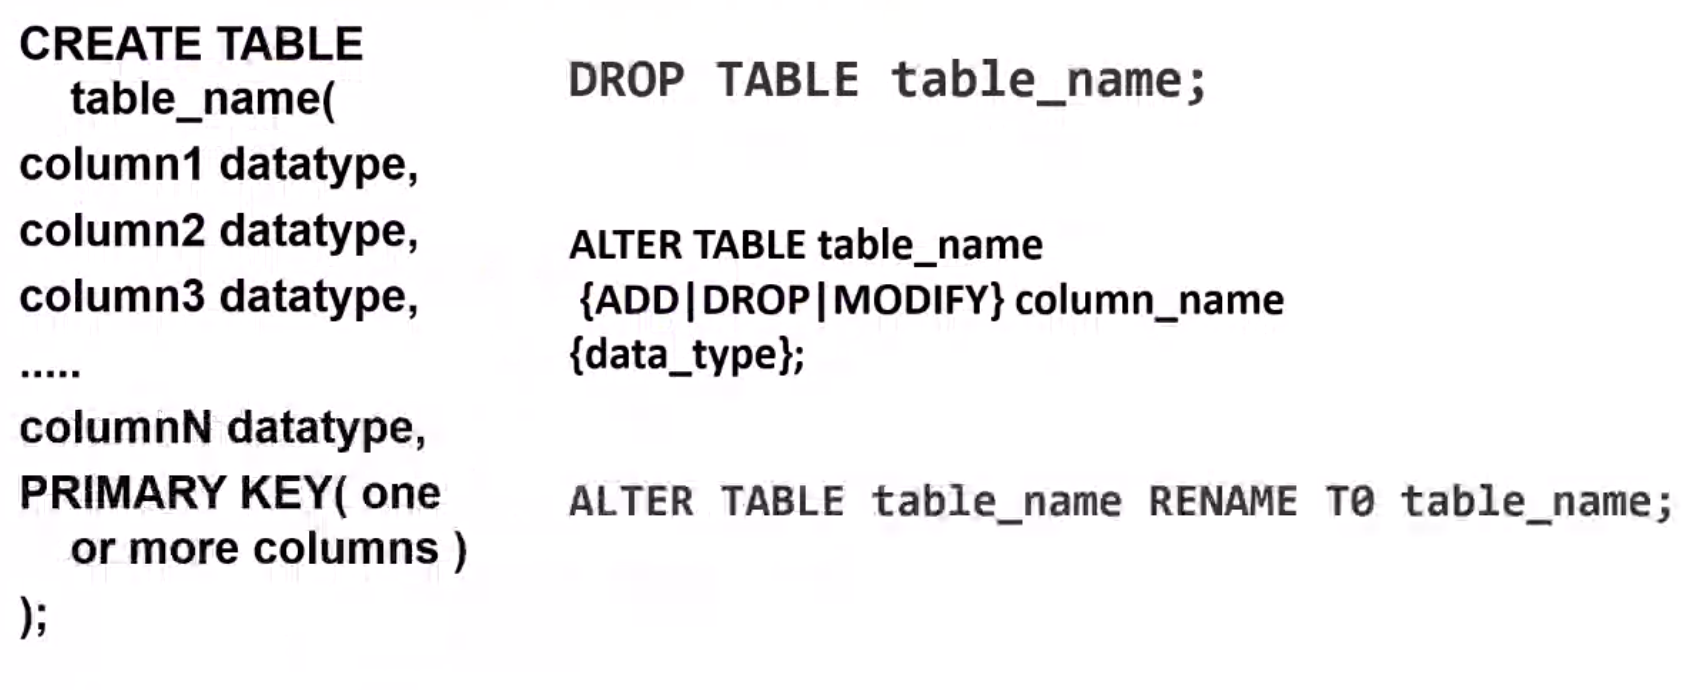 CREATE TABLE
table_name(
column1 datatype,
column2 datatype,
column3 datatype,
.....
columnN datatype,
PRIMARY KEY( one
or more columns )
);
DROP TABLE table_name;
ALTER TABLE table_name
{ADD|DROP|MODIFY} column_name
{data_type};
ALTER TABLE table_name RENAME T0 table_name;